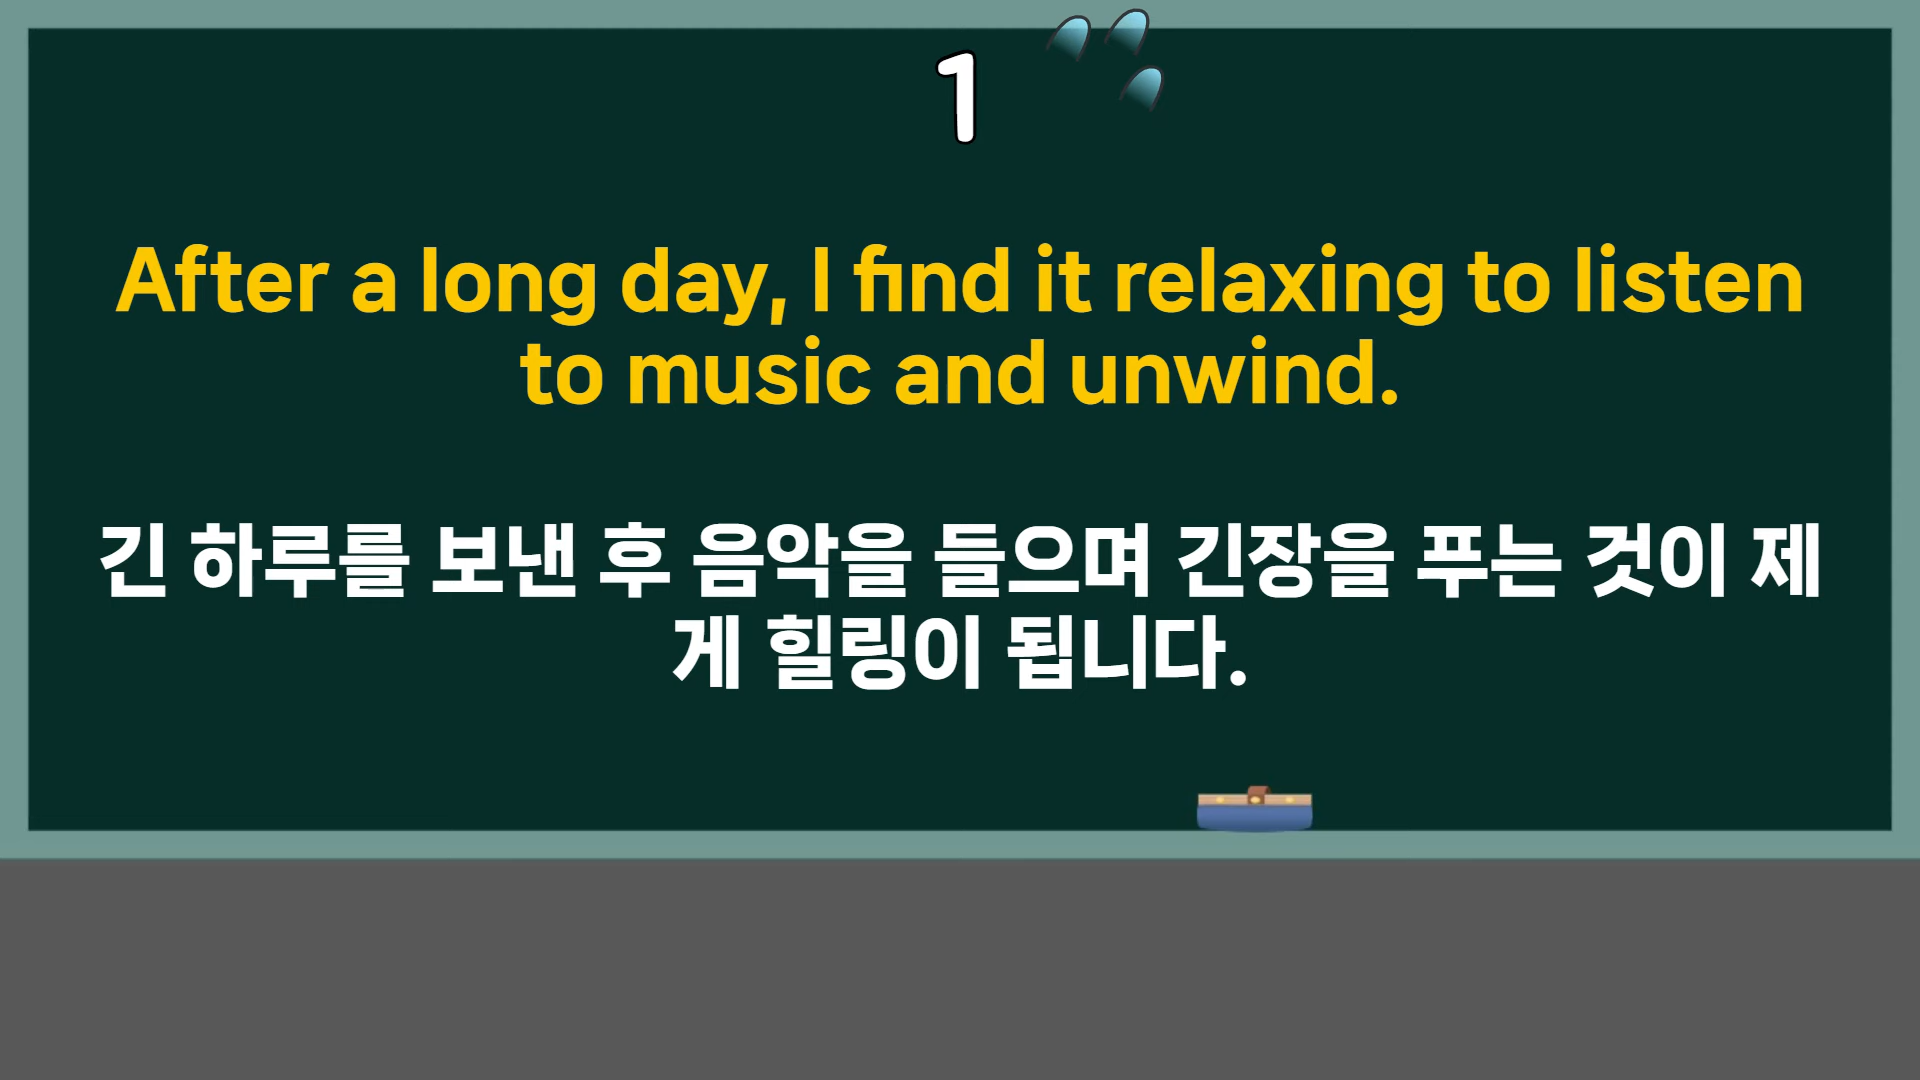 1
After a long day, I find it relaxing to listen
to music and unwind.
긴 하루를 보낸 후 음악을 들으며 긴장을 푸는 것이 제
게 힐링이 됩니다.